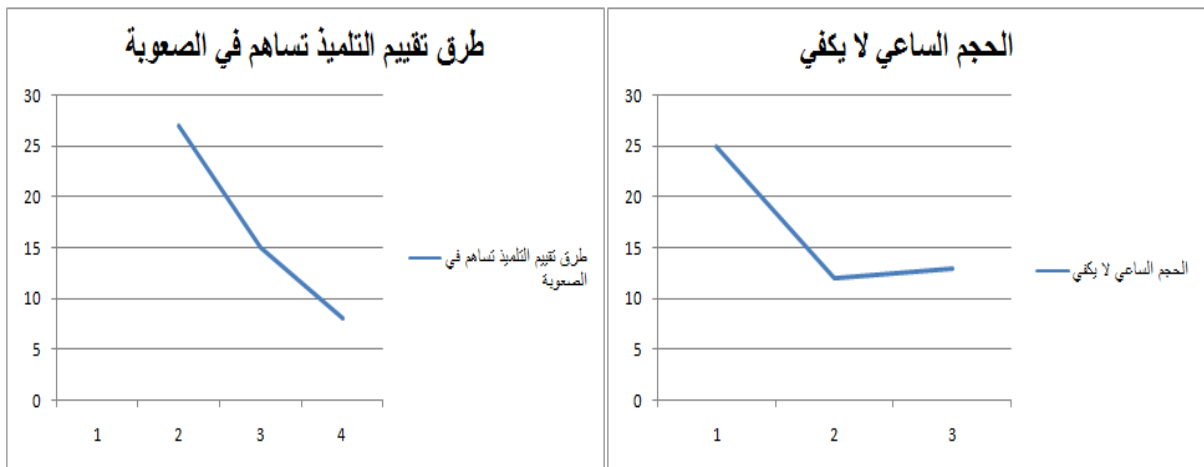 طرق تقييم التلميذ تساهم في الصعوبة
30
25
20
15
10
5
0
1 2 3 4
طرق تقييم التلميذ تساهم في
الصعوبة
الحجم الساعي لا يكفي
30
25
20
15
10
5
0
1 2 3
الحجم الساعي لا يكفي